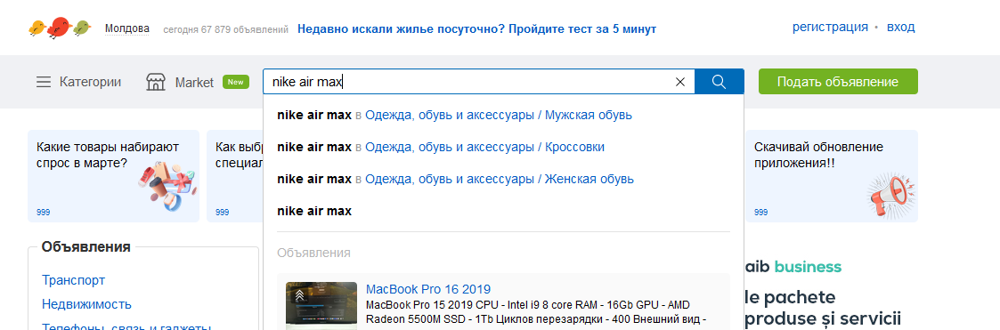 Молдова сегодня 67 879 объявлений Недавно искали жилье посуточно? Пройдите тест за 5 минут регистрация • вход
Категории Market New nike air max Подать объявление
nike air max в Одежда, обувь и аксессуары / Мужская обувь
nike air max в Одежда, обувь и аксессуары / Кроссовки
nike air max в Одежда, обувь и аксессуары / Женская обувь
nike air max
Какие товары набирают
спрос в марте?
999
Как выб
специал
999
Скачивай обновление
приложения!!
999
Объявления
Транспорт
Недвижимость
Телефоны, связь и гаджеты
Объявления
MacBook Pro 16 2019
MacBook Pro 15 2019 CPU - Intel i9 8 core RAM - 16Gb GPU - AMD
Radeon 5500M SSD - 1Tb Циклов перезарядки - 400 Внешний вид -
aib business
le pachete
produse și servicii